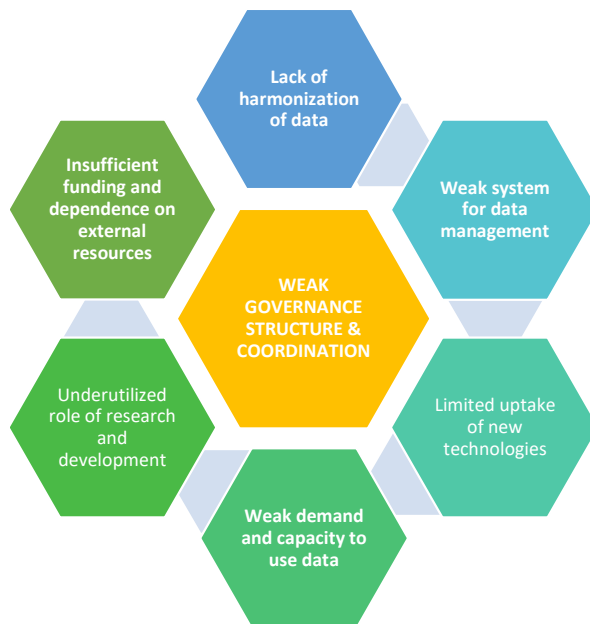 Lack of
harmonization
of data
Insufficient
funding and
dependence on
external
resources
Weak system
for data
management
WEAK
GOVERNANCE
STRUCTURE &
COORDINATION
Underutilized
role of research
and
development
Limited uptake
of new
technologies
Weak demand
and capacity to
use data